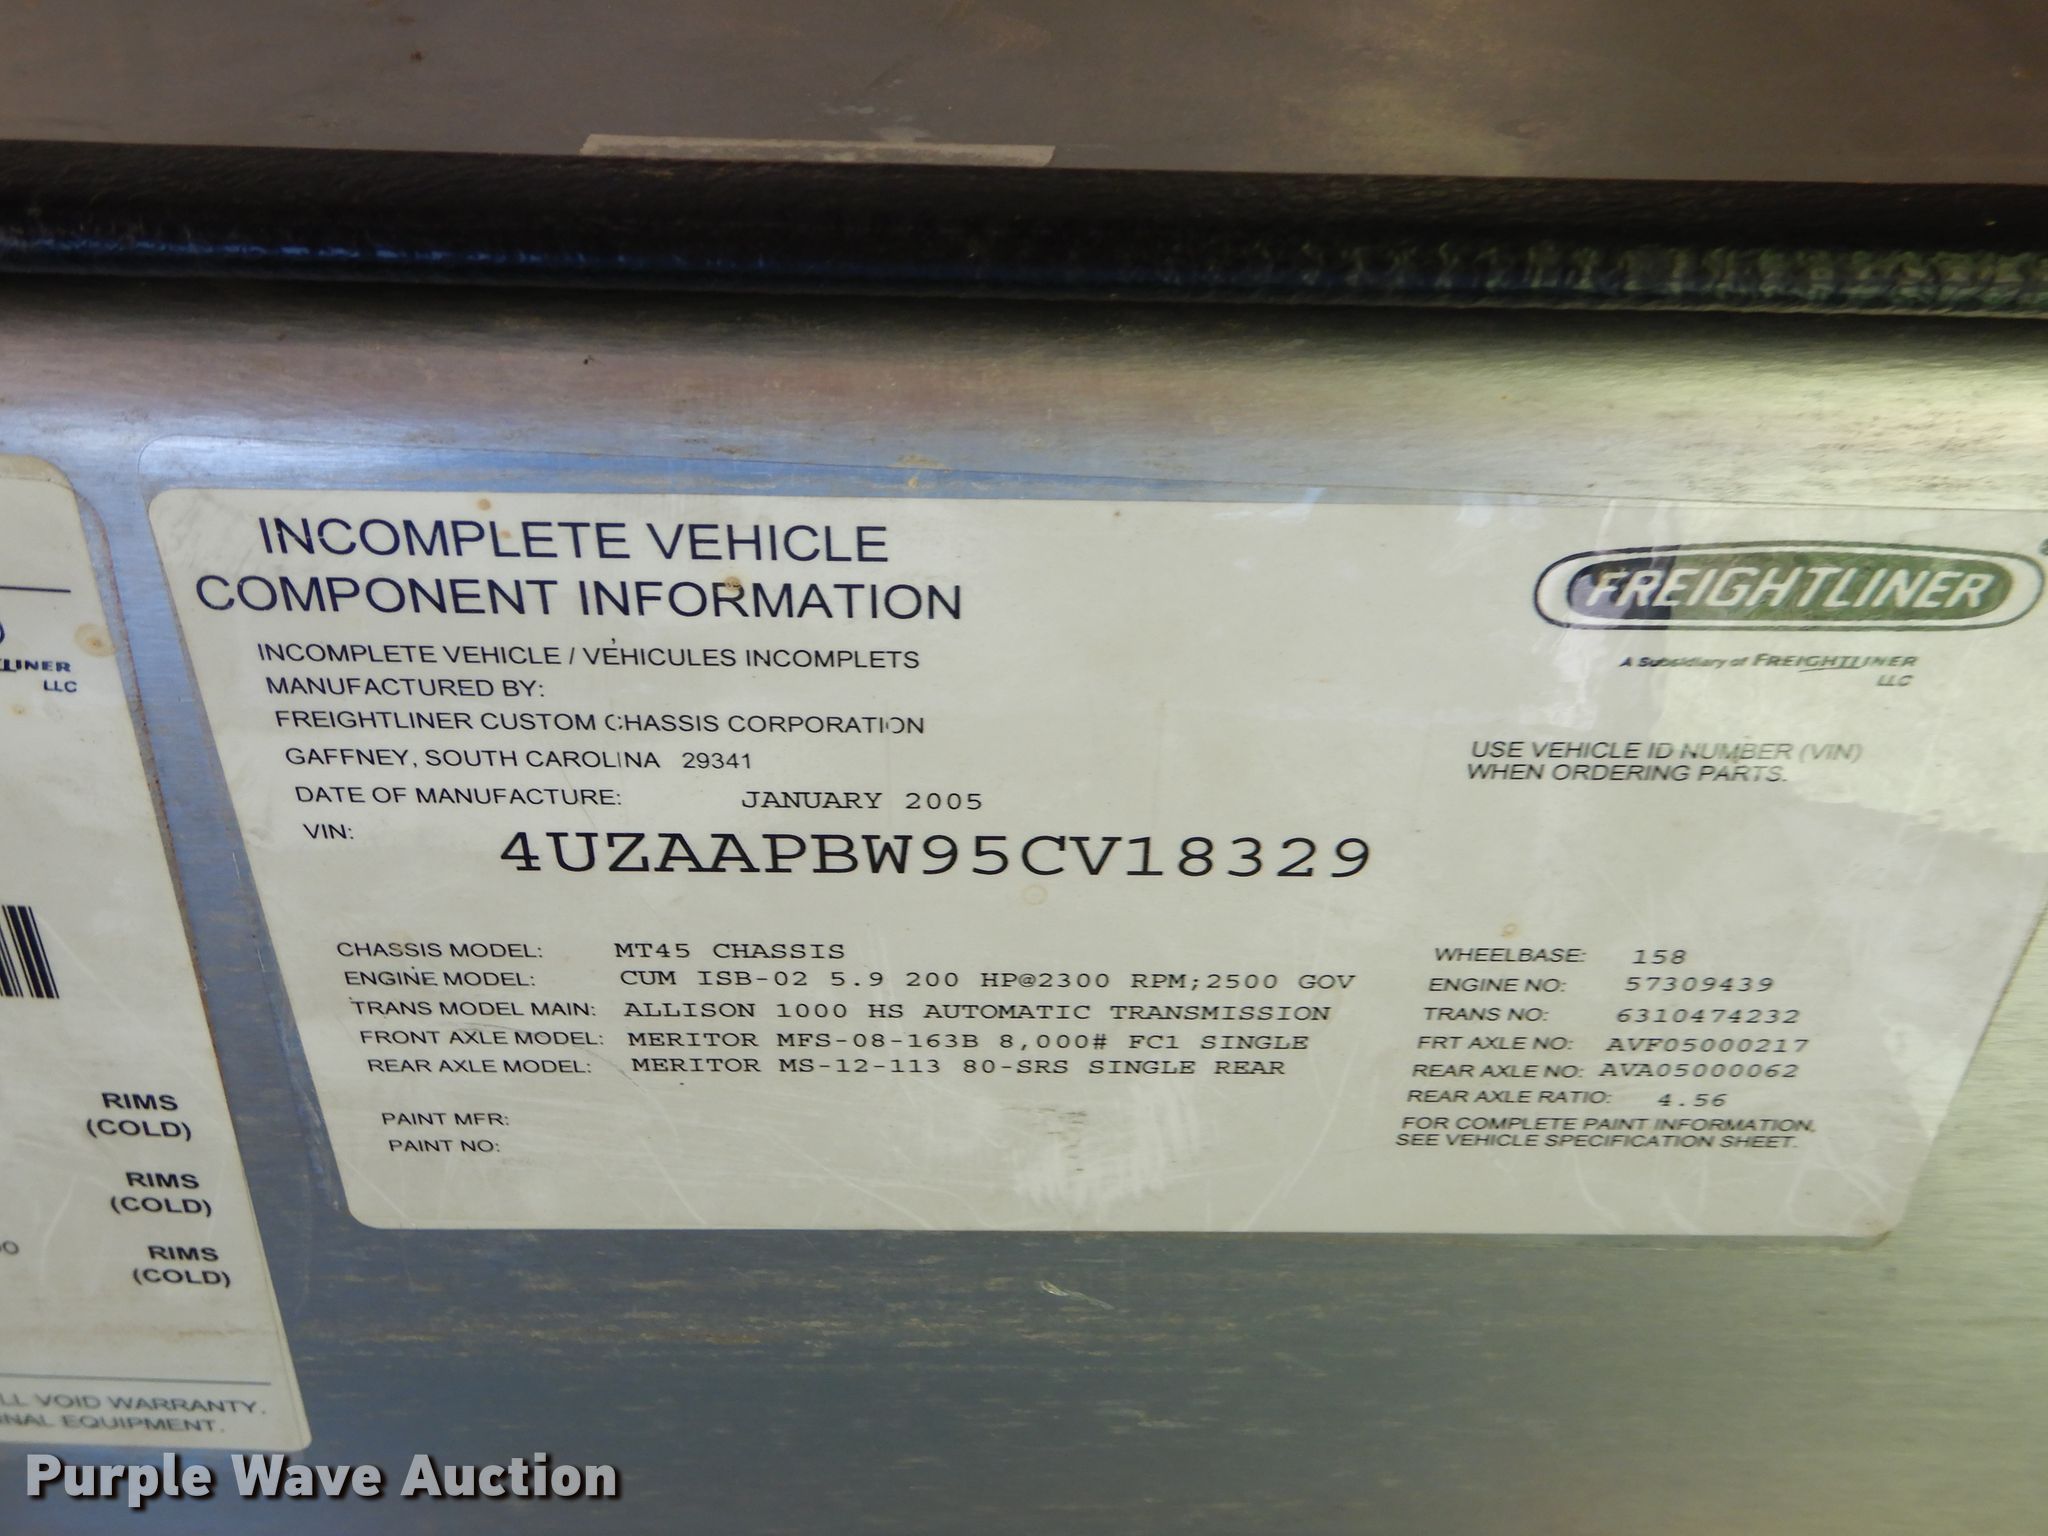 INCOMPLETE VEHICLE
COMPONENT INFORMATION
INCOMPLETE VEHICLE / VÉHICULES INCOMPLETS
MANUFACTURED BY:
FREIGHTLINER CUSTOM CHASSIS CORPORATION
GAFFNEY, SOUTH CAROLINA 29341
DATE OF MANUFACTURE: JANUARY 2005
VIN: 4UZAAPBW95CV18329
FREIGHTLINER
A Subsidiary of FREIGHTLINER
LLC
USE VEHICLE ID NUMBER (VIN)
WHEN ORDERING PARTS.
CHASSIS MODEL: MT45 CHASSIS
ENGINE MODEL: CUM ISB-02 5.9 200 HP@2300 RPM;2500 GOV
TRANS MODEL MAIN: ALLISON 1000 HS AUTOMATIC TRANSMISSION
FRONT AXLE MODEL: MERITOR MFS-08-163B 8,000# FC1 SINGLE
REAR AXLE MODEL: MERITOR MS-12-113 80-SRS SINGLE REAR
PAINT MFR:
PAINT NO:
WHEELBASE: 158
ENGINE NO: 57309439
TRANS NO: 6310474232
FRT AXLE NO: AVF05000217
REAR AXLE NO: AVA05000062
REAR AXLE RATIO: 4.56
FOR COMPLETE PAINT INFORMATION,
SEE VEHICLE SPECIFICATION SHEET.
LLC
RIMS
(COLD)
RIMS
(COLD)
RIMS
(COLD)
VOID WARRANTY.
EQUIPMENT.
Purple Wave Auction